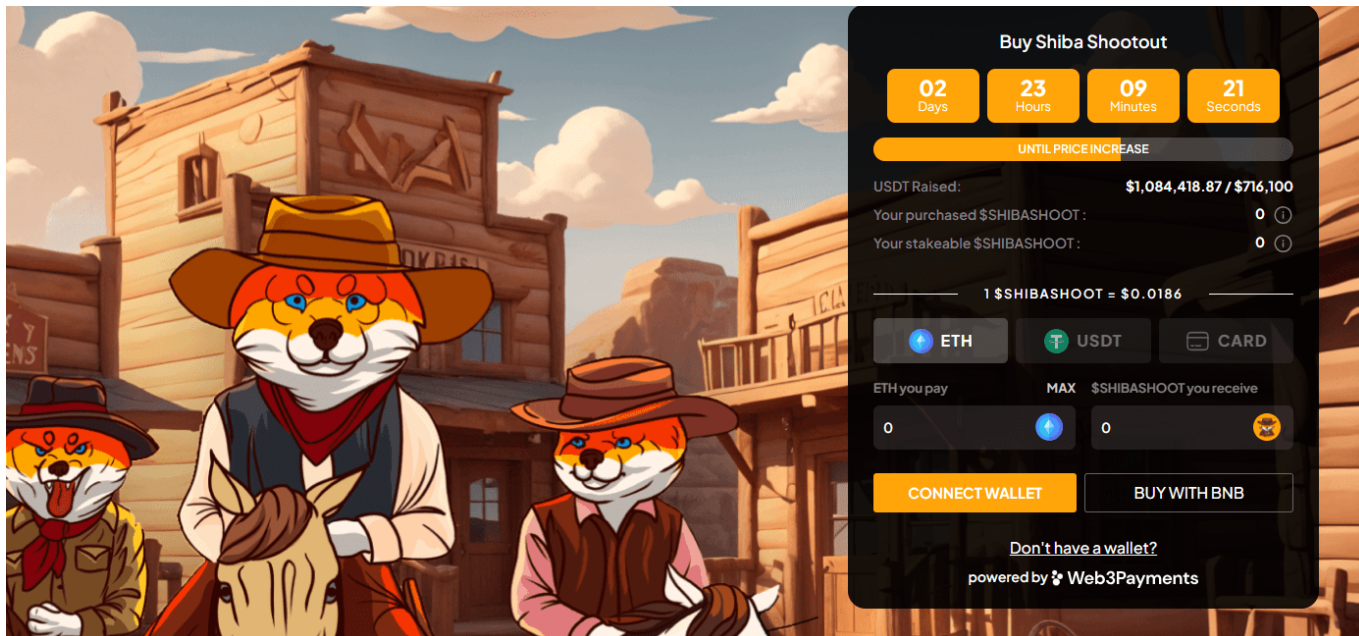 Buy Shiba Shootout
02 23 09 21
Days Hours Minutes Seconds
UNTIL PRICE INCREASE
USDT Raised: $1,084,418.87 / $716,100
Your purchased $SHIBASHOOT : 0
Your stakeable $SHIBASHOOT : 0
1 $SHIBASHOOT = $0.0186
ETH USDT CARD
ETH you pay MAX $SHIBASHOOT you receive
0 0
CONNECT WALLET BUY WITH BNB
Don't have a wallet?
powered by Web3Payments